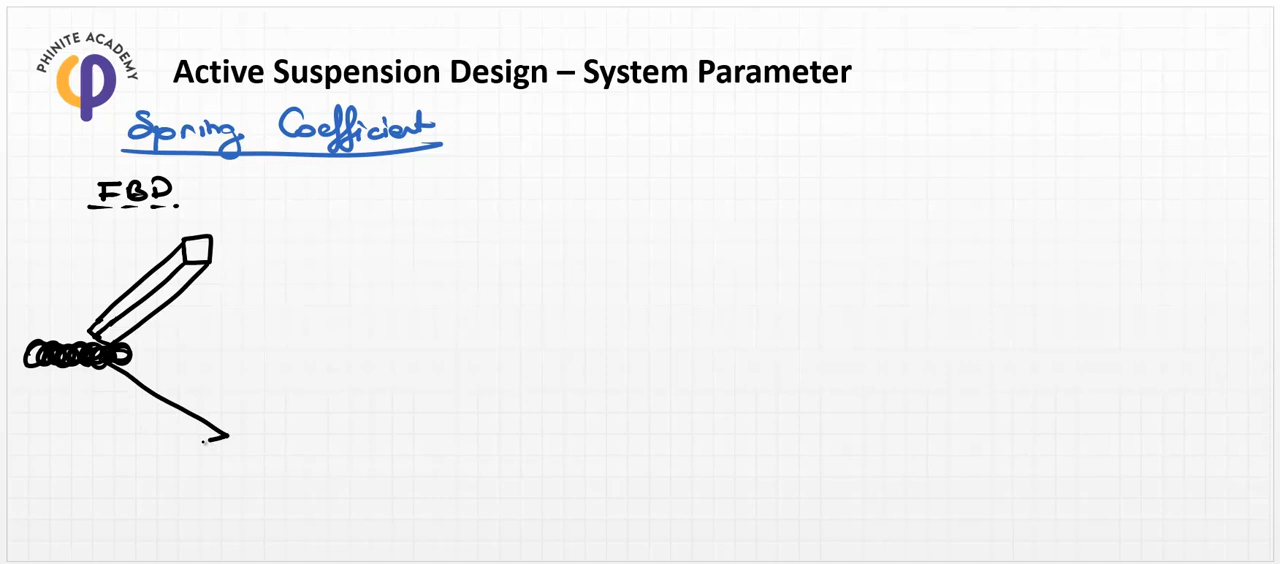 PHINITE ACADEMY
Active Suspension Design – System Parameter
Spring Coefficient
FBD